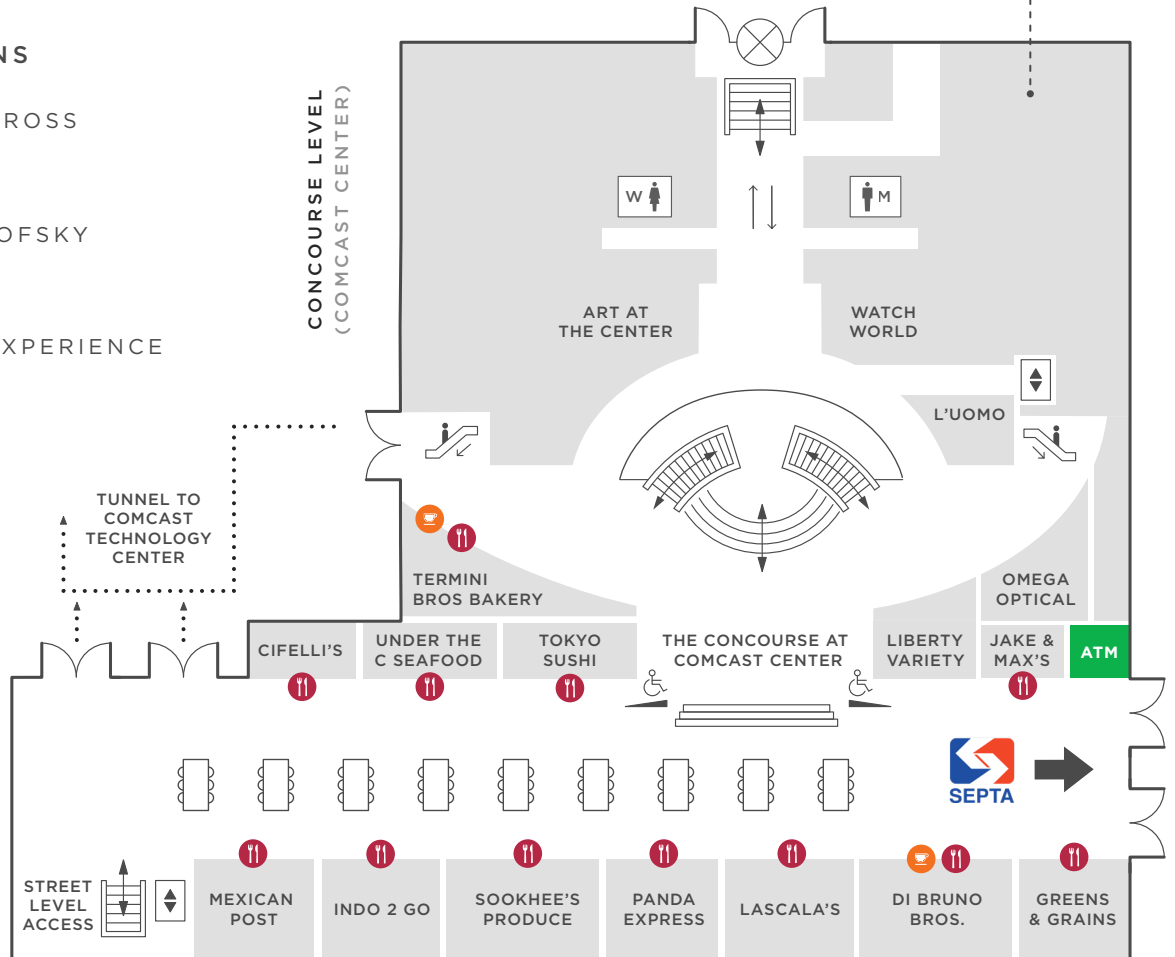 NS
ROSS
OFSKY
XPERIENCE
CONCOURSE LEVEL
(COMCAST CENTER)
W
M
ART AT
THE CENTER
WATCH
WORLD
L'UOMO
TUNNEL TO
COMCAST
TECHNOLOGY
CENTER
TERMINI
BROS BAKERY
OMEGA
OPTICAL
CIFELLI'S
UNDER THE
C SEAFOOD
TOKYO
SUSHI
THE CONCOURSE AT
COMCAST CENTER
LIBERTY
VARIETY
JAKE &
MAX'S
ATM
SEPTA
STREET
LEVEL
ACCESS
MEXICAN
POST
INDO 2 GO
SOOKHEE'S
PRODUCE
PANDA
EXPRESS
LASCALA'S
DI BRUNO
BROS.
GREENS
& GRAINS